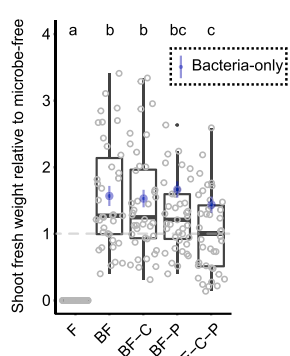 Shoot fresh weight relative to microbe-free
4
3
2
1
0
a b b bc c
Bacteria-only
F BF BF−C BF−P F−C−P